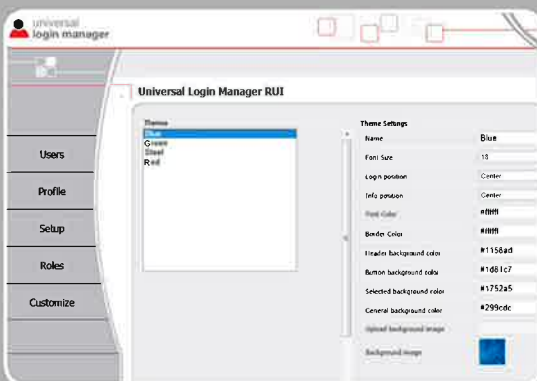 universal
login manager
Universal Login Manager RUI
Users
Profile
Setup
Roles
Customize
Themes
Blue
Green
Steel
Red
Theme Settings
Name Blue
Font Size 18
Login position Center
Info position Center
Font Color #ffffff
Border Color #ffffff
Header background color #1158ad
Button background color #1d81c7
Selected background color #1752a5
General background color #299cdc
Upload background image
Background image